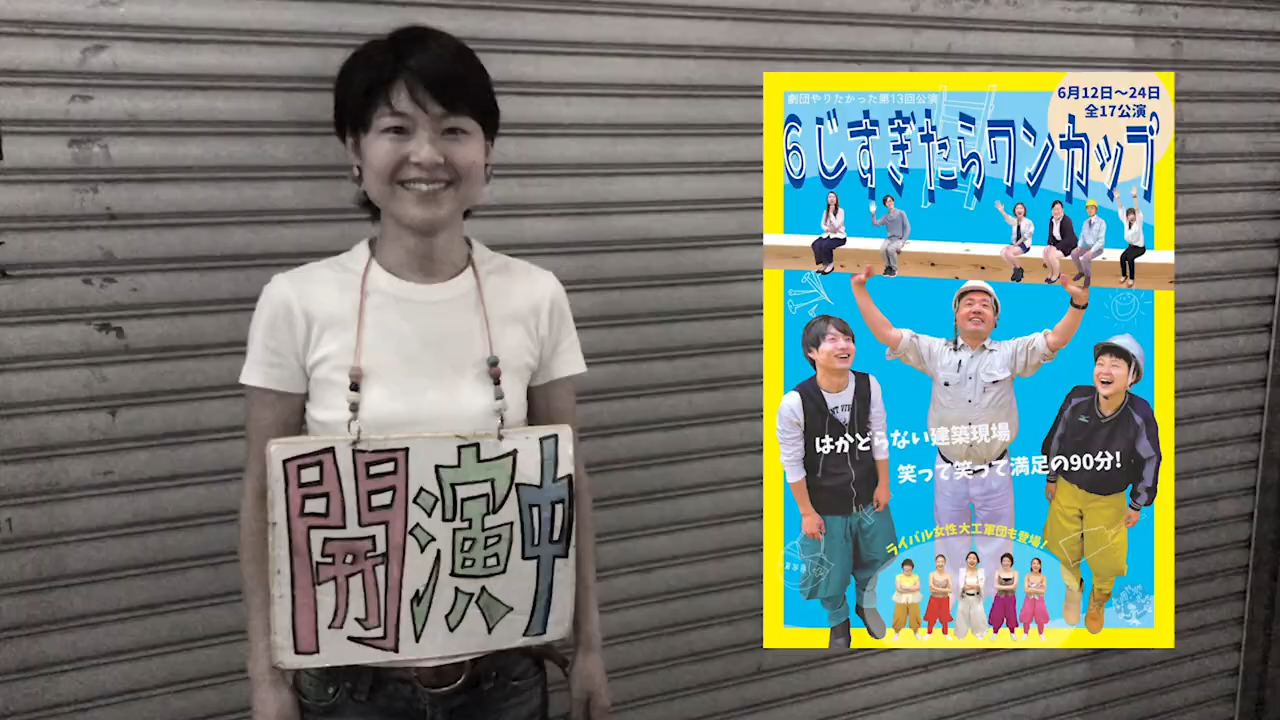 開演中
劇団やりたかった第13回公演
6月12日～24日
全17公演
6じすぎたらワンカップ
はかどらない建築現場
笑って笑って満足の90分!
ライバル女性大工軍団も登場!